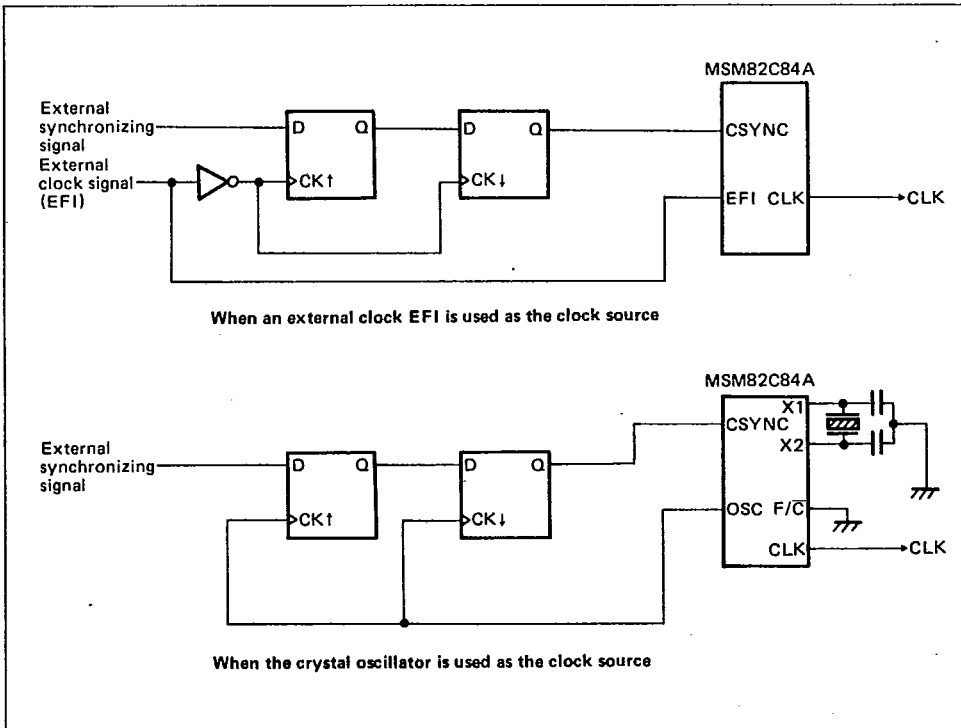 MSM82C84A
External
synchronizing
signal
External
clock signal
(EFI)
D Q
CK↑
D Q
CK↓
CSYNC
EFI CLK
CLK
When an external clock EFI is used as the clock source
MSM82C84A
X1
CSYNC
X2
External
synchronizing
signal
D Q
CK↑
D Q
CK↓
OSC F/C̅
CLK
CLK
When the crystal oscillator is used as the clock source